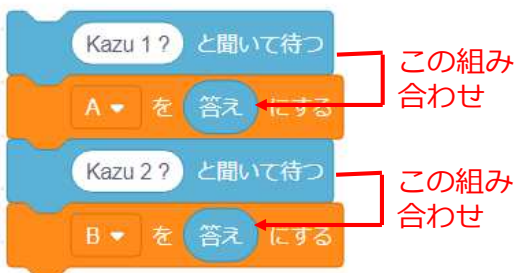 Kazu 1 ? と聞いて待つ
A を 答え にする
この組み
合わせ
Kazu 2 ? と聞いて待つ
B を 答え にする
この組み
合わせ